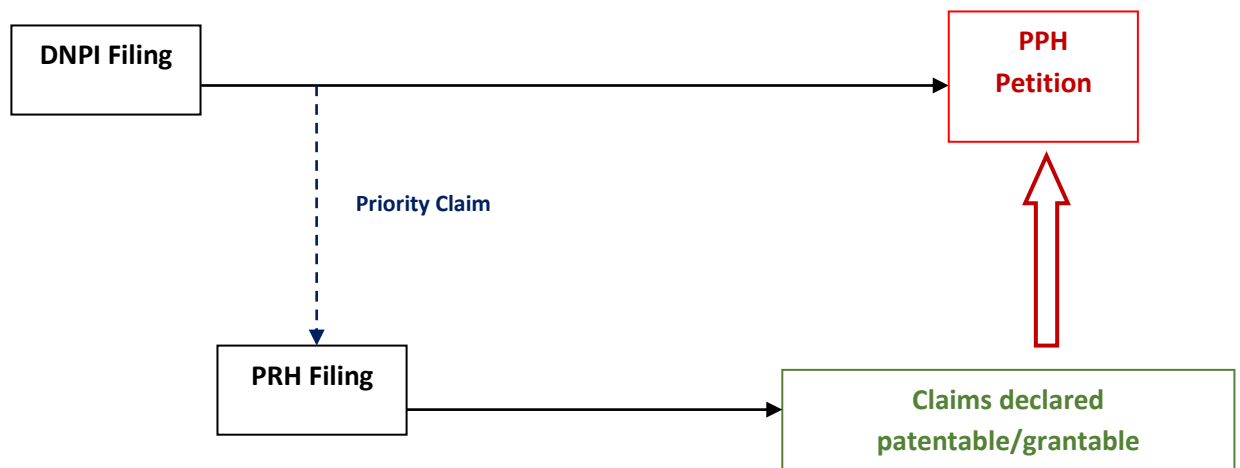 DNPI Filing
PPH
Petition
Priority Claim
PRH Filing
Claims declared
patentable/grantable